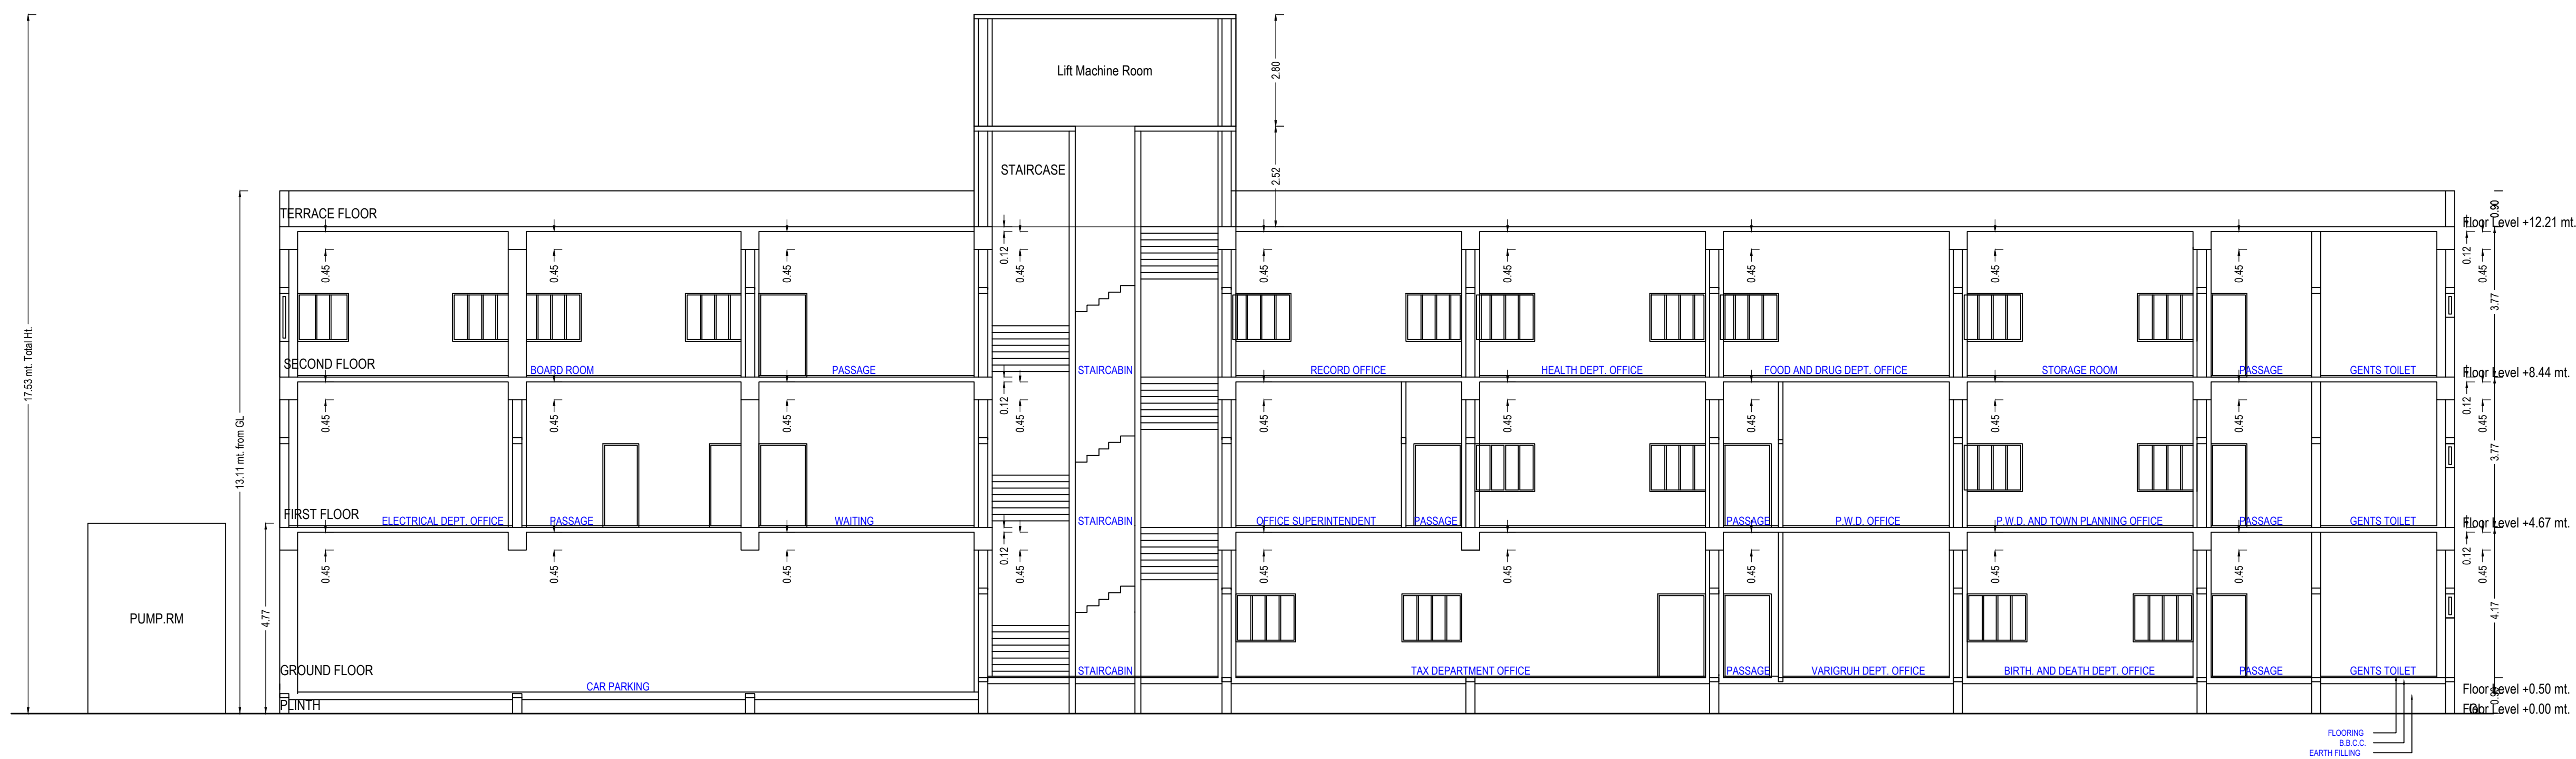 Lift Machine Room
2.80
STAIRCASE
2.52
17.53 mt. Total Ht.
13.11 mt. from GL
TERRACE FLOOR
0.90
Floor Level +12.21 mt.
0.45 0.45 0.45 0.12 0.45 0.45 0.45 0.45 0.45 0.45 0.12 0.45
3.77
SECOND FLOOR
BOARD ROOM PASSAGE STAIRCABIN RECORD OFFICE HEALTH DEPT. OFFICE FOOD AND DRUG DEPT. OFFICE STORAGE ROOM PASSAGE GENTS TOILET
Floor Level +8.44 mt.
0.45 0.45 0.45 0.12 0.45 0.45 0.45 0.45 0.45 0.45 0.12 0.45
3.77
FIRST FLOOR
ELECTRICAL DEPT. OFFICE PASSAGE WAITING STAIRCABIN OFFICE SUPERINTENDENT PASSAGE PASSAGE P.W.D. OFFICE P.W.D. AND TOWN PLANNING OFFICE PASSAGE GENTS TOILET
Floor Level +4.67 mt.
0.45 0.45 0.45 0.12 0.45 0.45 0.45 0.45 0.45 0.45 0.12 0.45
4.77
4.17
PUMP.RM
GROUND FLOOR
CAR PARKING STAIRCABIN TAX DEPARTMENT OFFICE PASSAGE VARIGRUH DEPT. OFFICE BIRTH. AND DEATH DEPT. OFFICE PASSAGE GENTS TOILET
Floor Level +0.50 mt.
PLINTH
Floor Level +0.00 mt.
FLOORING
B.B.C.C.
EARTH FILLING